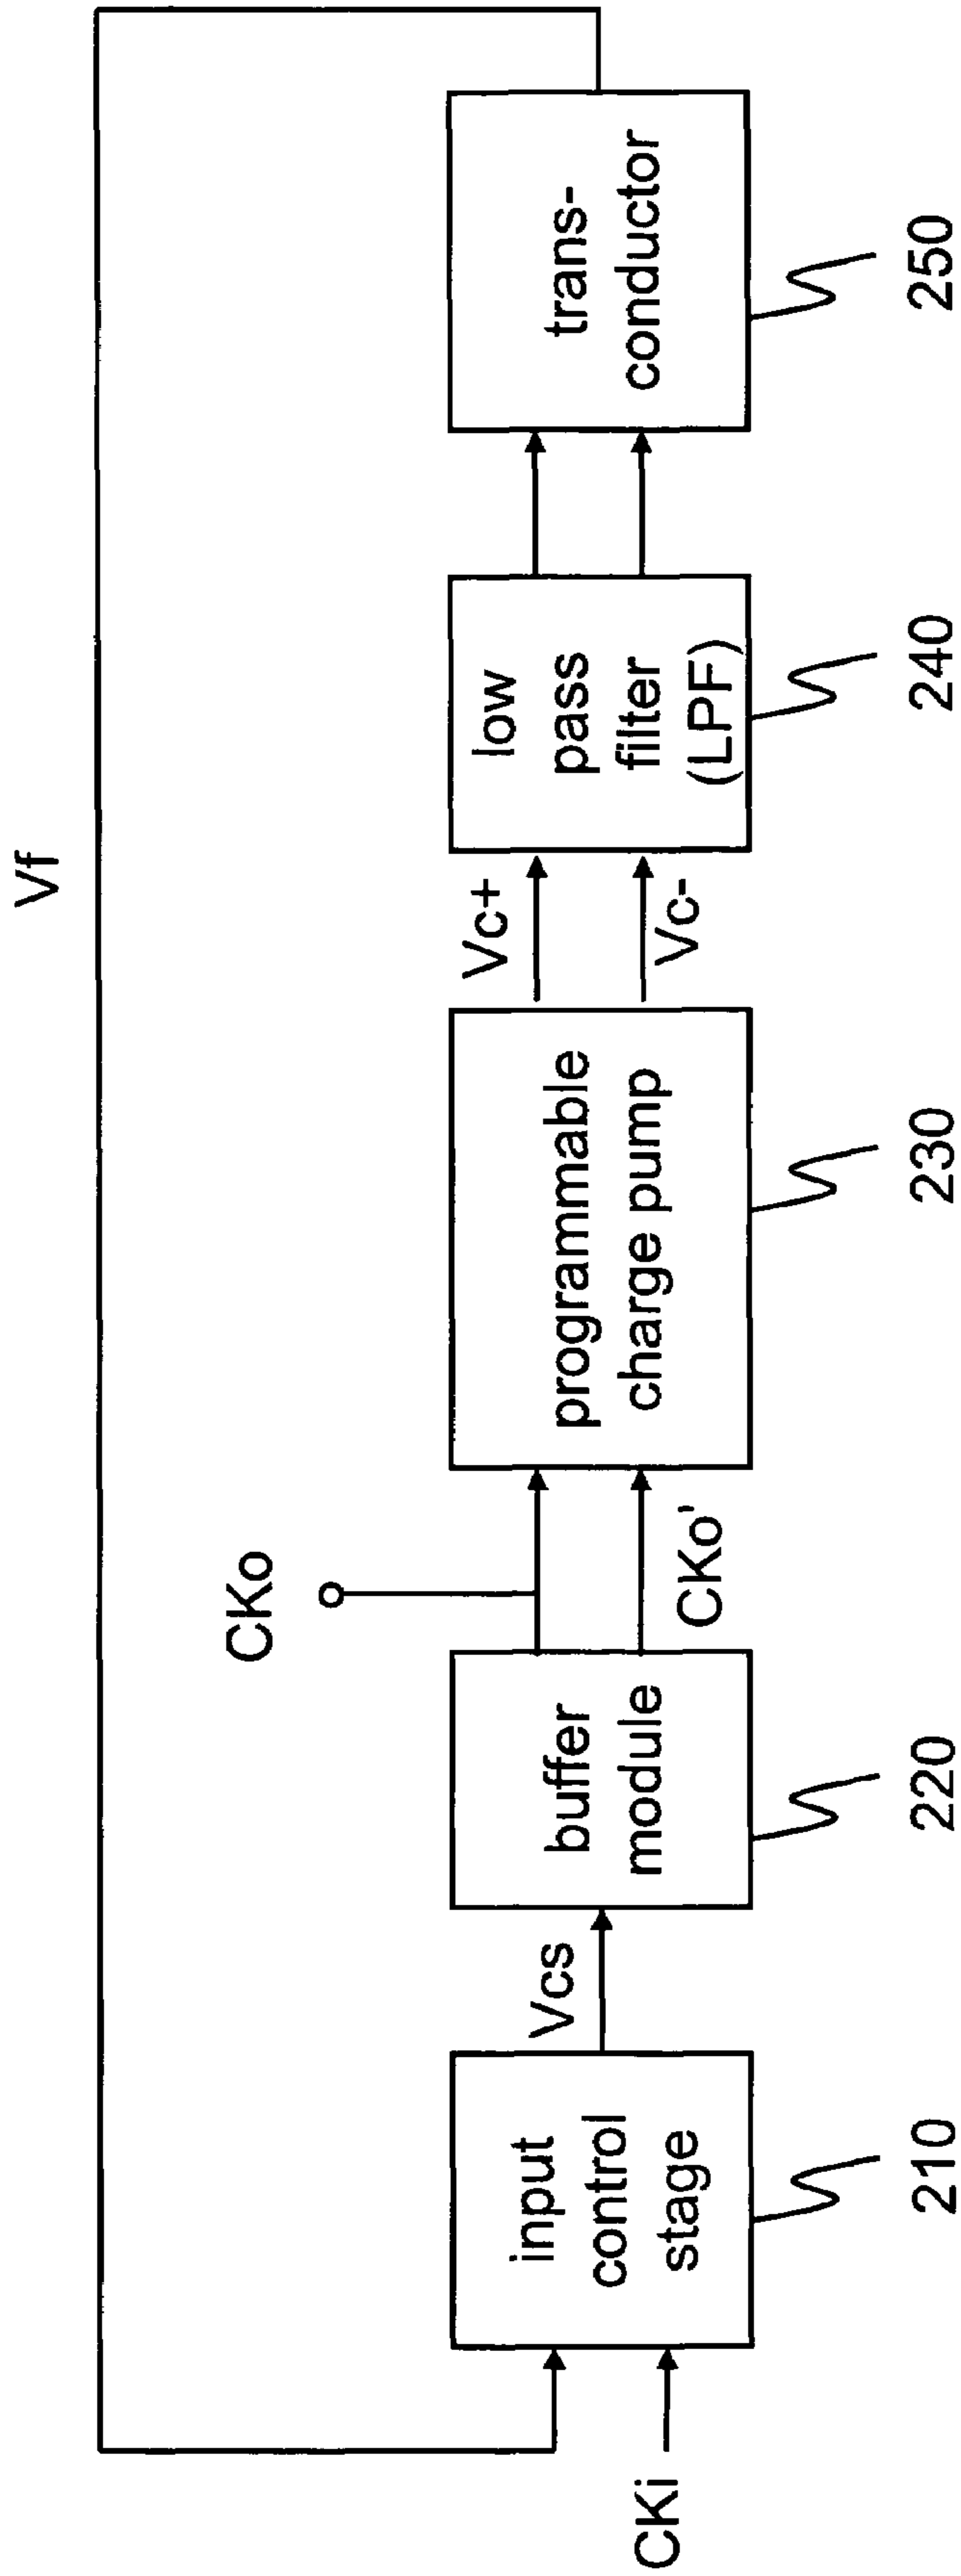 Vf
CKo
CKi
input
control
stage
210
Vcs
buffer
module
220
CKo'
programmable
charge pump
230
Vc+
Vc-
low
pass
filter
(LPF)
240
trans-
conductor
250